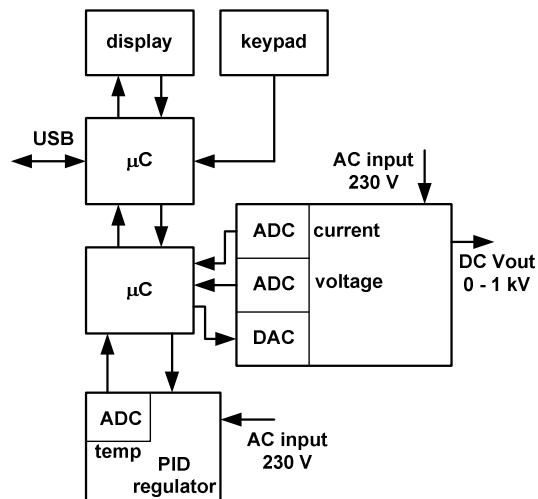 display
keypad
USB
μC
AC input
230 V
ADC
current
μC
ADC
voltage
DC Vout
0 - 1 kV
DAC
ADC
temp
PID
regulator
AC input
230 V